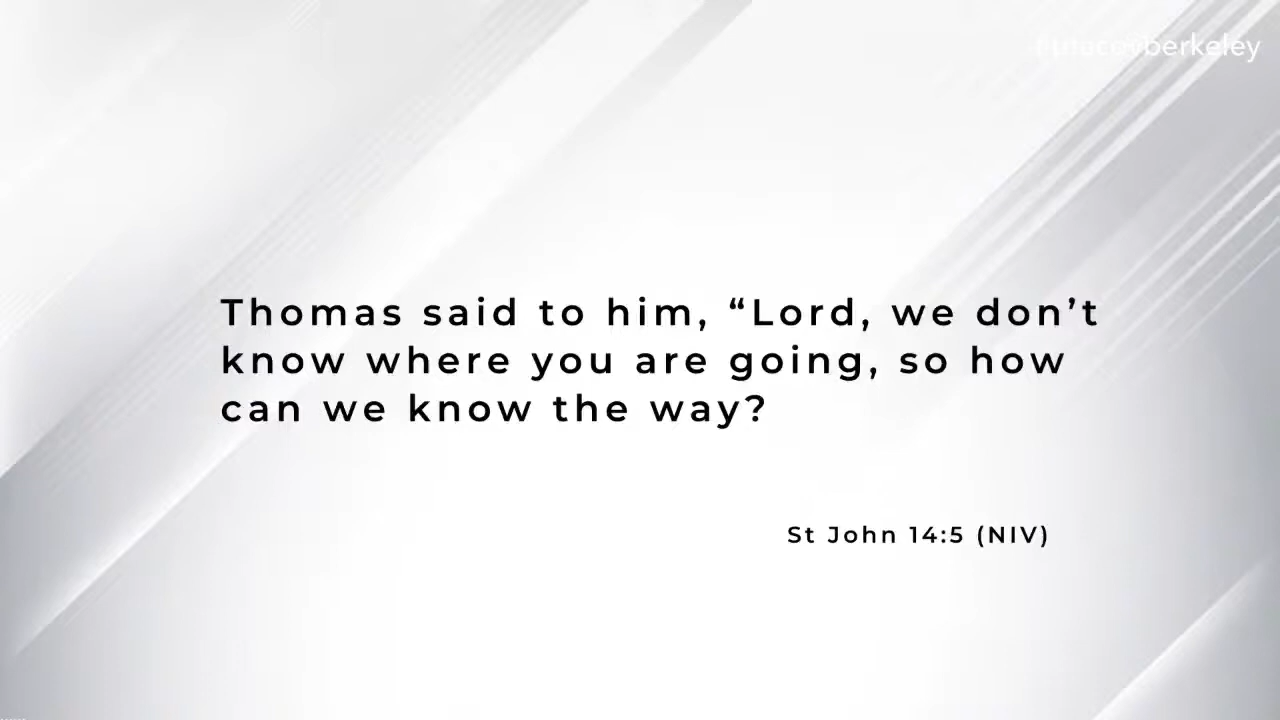 Thomas said to him, “Lord, we don’t
know where you are going, so how
can we know the way?
St John 14:5 (NIV)